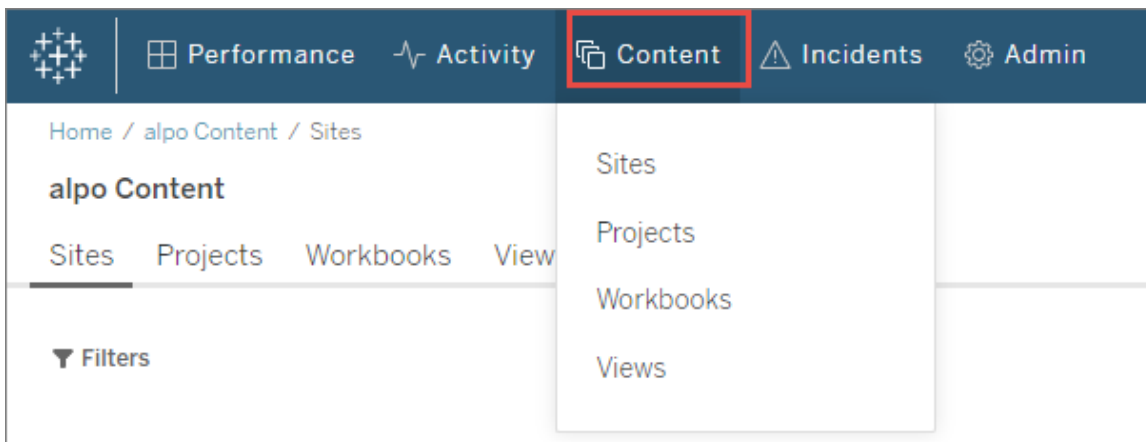 Performance Activity Content Incidents Admin
Home / alpo Content / Sites
alpo Content
Sites Projects Workbooks View
Filters
Sites
Projects
Workbooks
Views